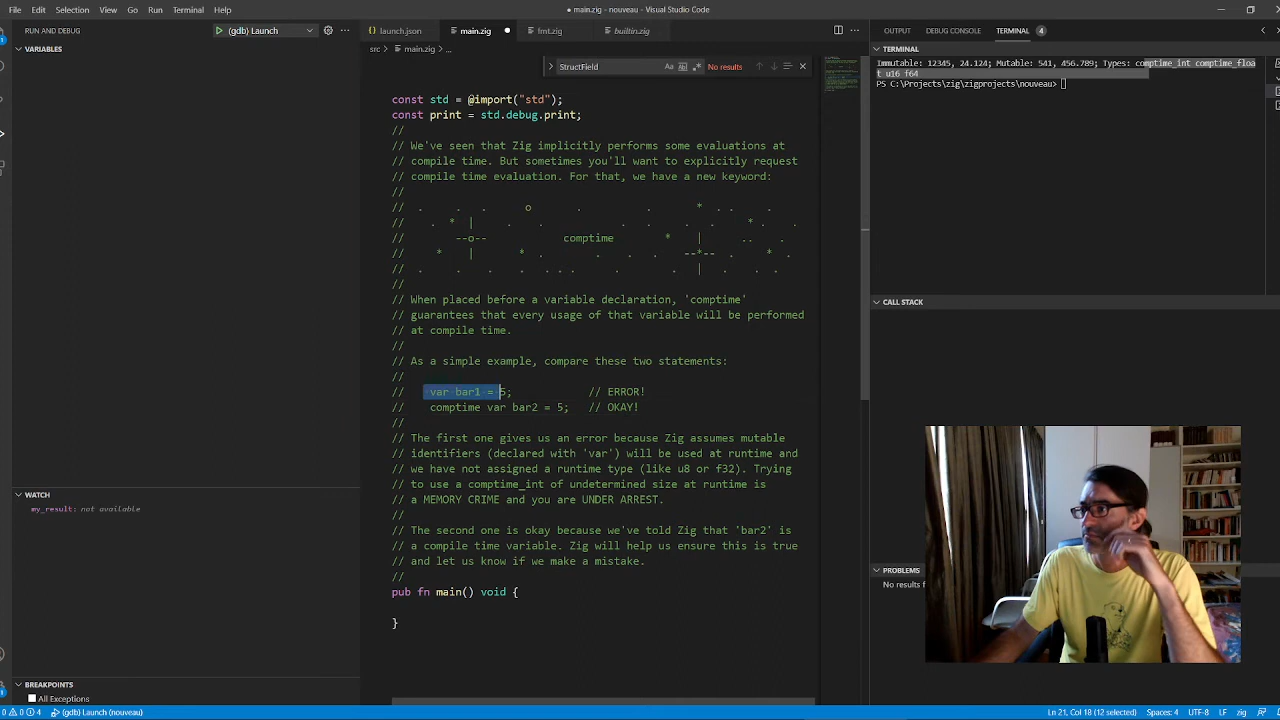 File Edit Selection View Go Run Terminal Help
main.zig - nouveau - Visual Studio Code
RUN AND DEBUG
(gdb) Launch
launch.json
main.zig
fmt.zig
builtin.zig
OUTPUT DEBUG CONSOLE TERMINAL 4
VARIABLES
src > main.zig > ...
TERMINAL
StructField
Aa
No results
Immutable: 12345, 24.124; Mutable: 541, 456.789; Types: comptime_int comptime_floa
t u16 f64
PS C:\Projects\zig\zigprojects\nouveau>
const std = @import("std");
const print = std.debug.print;
//
// We've seen that Zig implicitly performs some evaluations at
// compile time. But sometimes you'll want to explicitly request
// compile time evaluation. For that, we have a new keyword:
//
// . . . o . . * . . .
// . * | . . . . . . * . .
// --o-- comptime * | .. .
// * | * . . . . --*-- . * .
// . . . . . . . . . | . . .
//
// When placed before a variable declaration, 'comptime'
// guarantees that every usage of that variable will be performed
// at compile time.
//
// As a simple example, compare these two statements:
//
// var bar1 = 5; // ERROR!
// comptime var bar2 = 5; // OKAY!
//
// The first one gives us an error because Zig assumes mutable
// identifiers (declared with 'var') will be used at runtime and
// we have not assigned a runtime type (like u8 or f32). Trying
// to use a comptime_int of undetermined size at runtime is
// a MEMORY CRIME and you are UNDER ARREST.
//
// The second one is okay because we've told Zig that 'bar2' is
// a compile time variable. Zig will help us ensure this is true
// and let us know if we make a mistake.
//
pub fn main() void {
}
CALL STACK
WATCH
my_result: not available
PROBLEMS
No results f
BREAKPOINTS
All Exceptions
0 0 4 (gdb) Launch (nouveau)
Ln 21, Col 18 (12 selected) Spaces: 4 UTF-8 LF zig